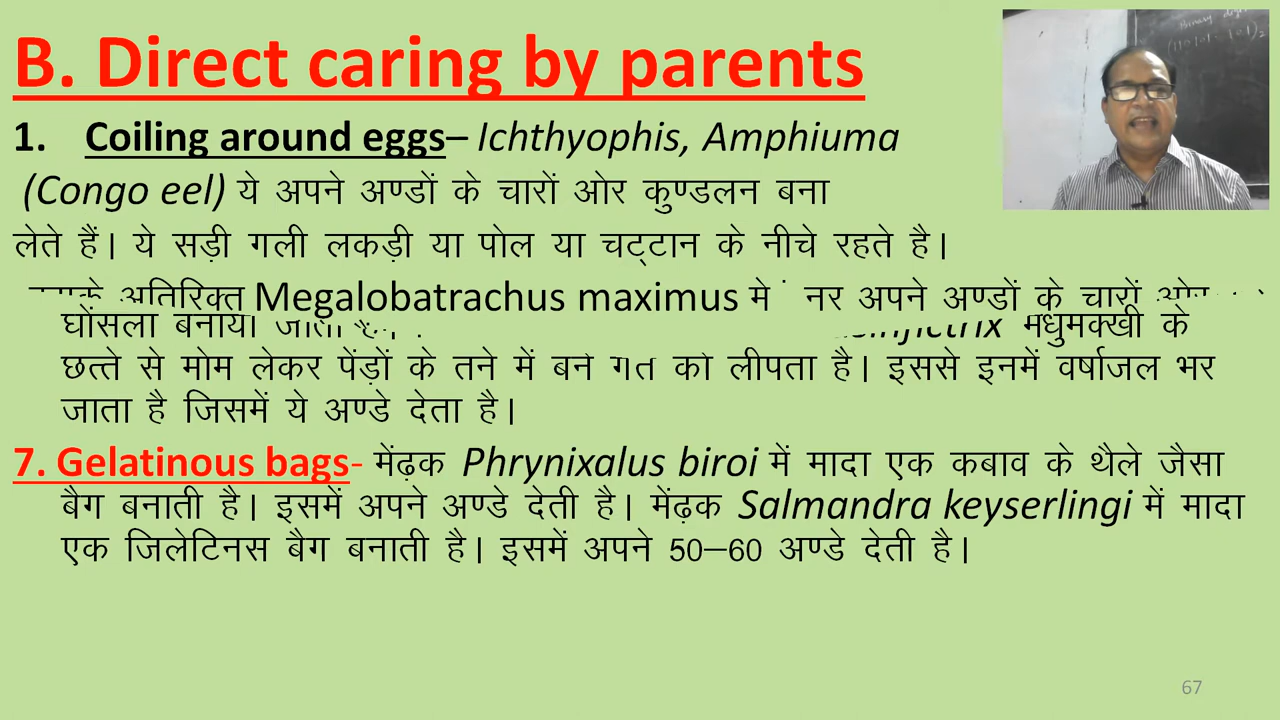 B. Direct caring by parents
1. Coiling around eggs– Ichthyophis, Amphiuma
(Congo eel) ये अपने अण्डों के चारों ओर कुण्डलन बना
लेते हैं। ये सड़ी गली लकड़ी या पोल या चट्टान के नीचे रहते है।
अतिरिक्त Megalobatrachus maximus मे नर अपने अण्डों के चारों ओर
घोंसला बनाया जाता मधुमक्खी के
छत्ते से मोम लेकर पेंड़ों के तने में बने गर्त को लीपता है। इससे इनमें वर्षाजल भर
जाता है जिसमें ये अण्डे देता है।
7. Gelatinous bags- मेंढ़क Phrynixalus biroi में मादा एक कबाव के थैले जैसा
बैग बनाती है। इसमें अपने अण्डे देती है। मेंढ़क Salmandra keyserlingi में मादा
एक जिलेटिनस बैग बनाती है। इसमें अपने 50–60 अण्डे देती है।
67